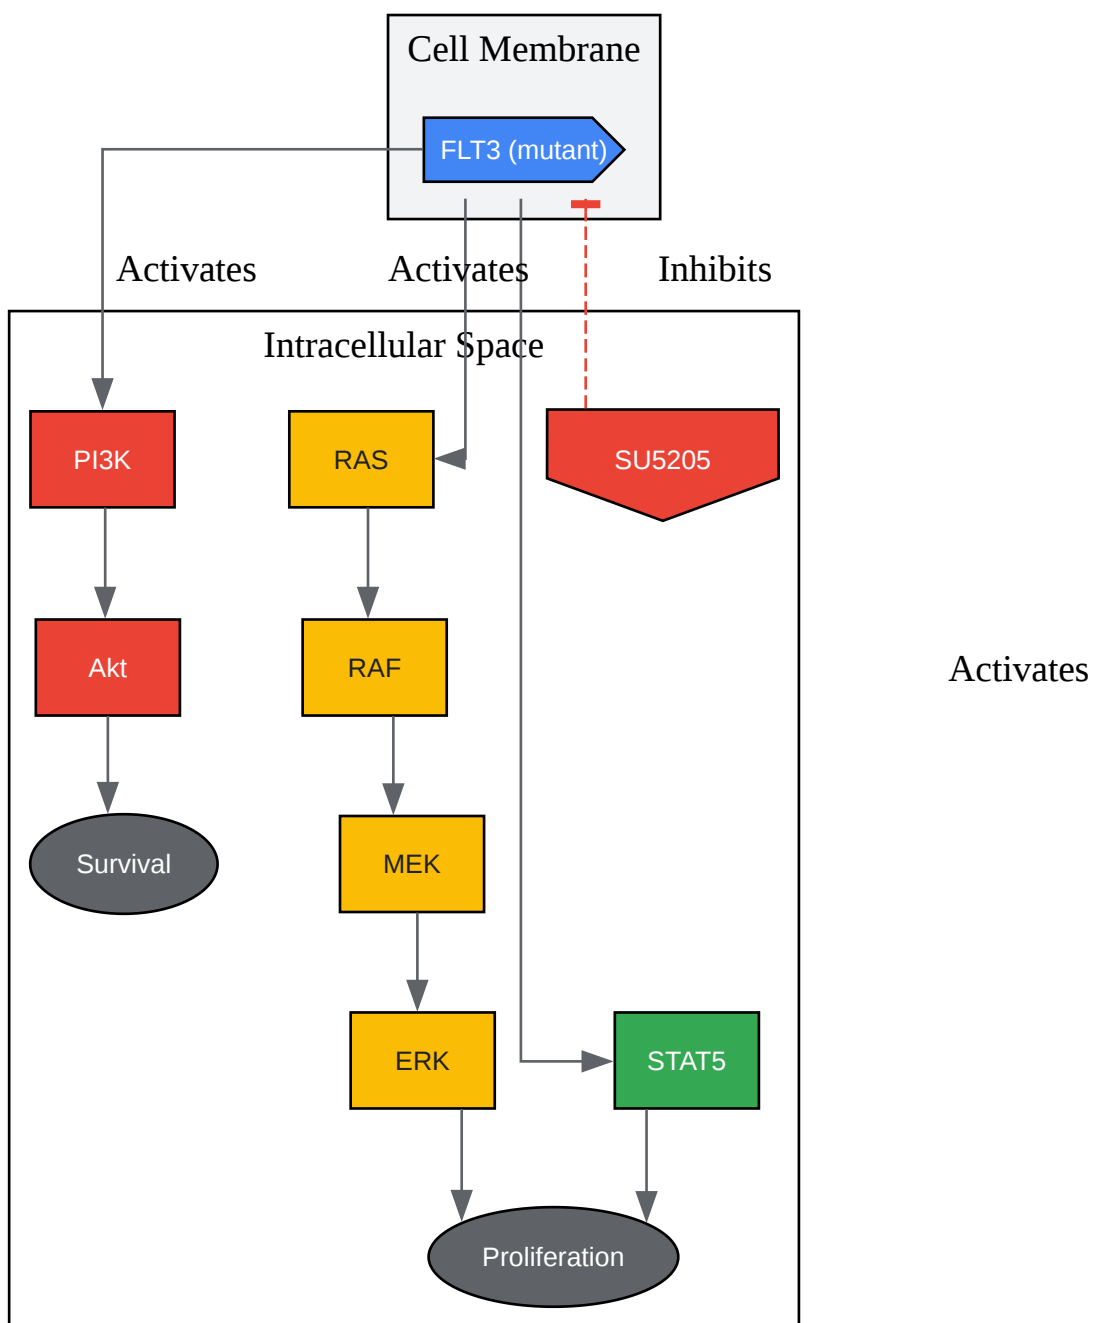 Cell Membrane
FLT3 (mutant)
Activates
Activates
Inhibits
Intracellular Space
PI3K
RAS
SU5205
Akt
RAF
Activates
Survival
MEK
ERK
STAT5
Proliferation